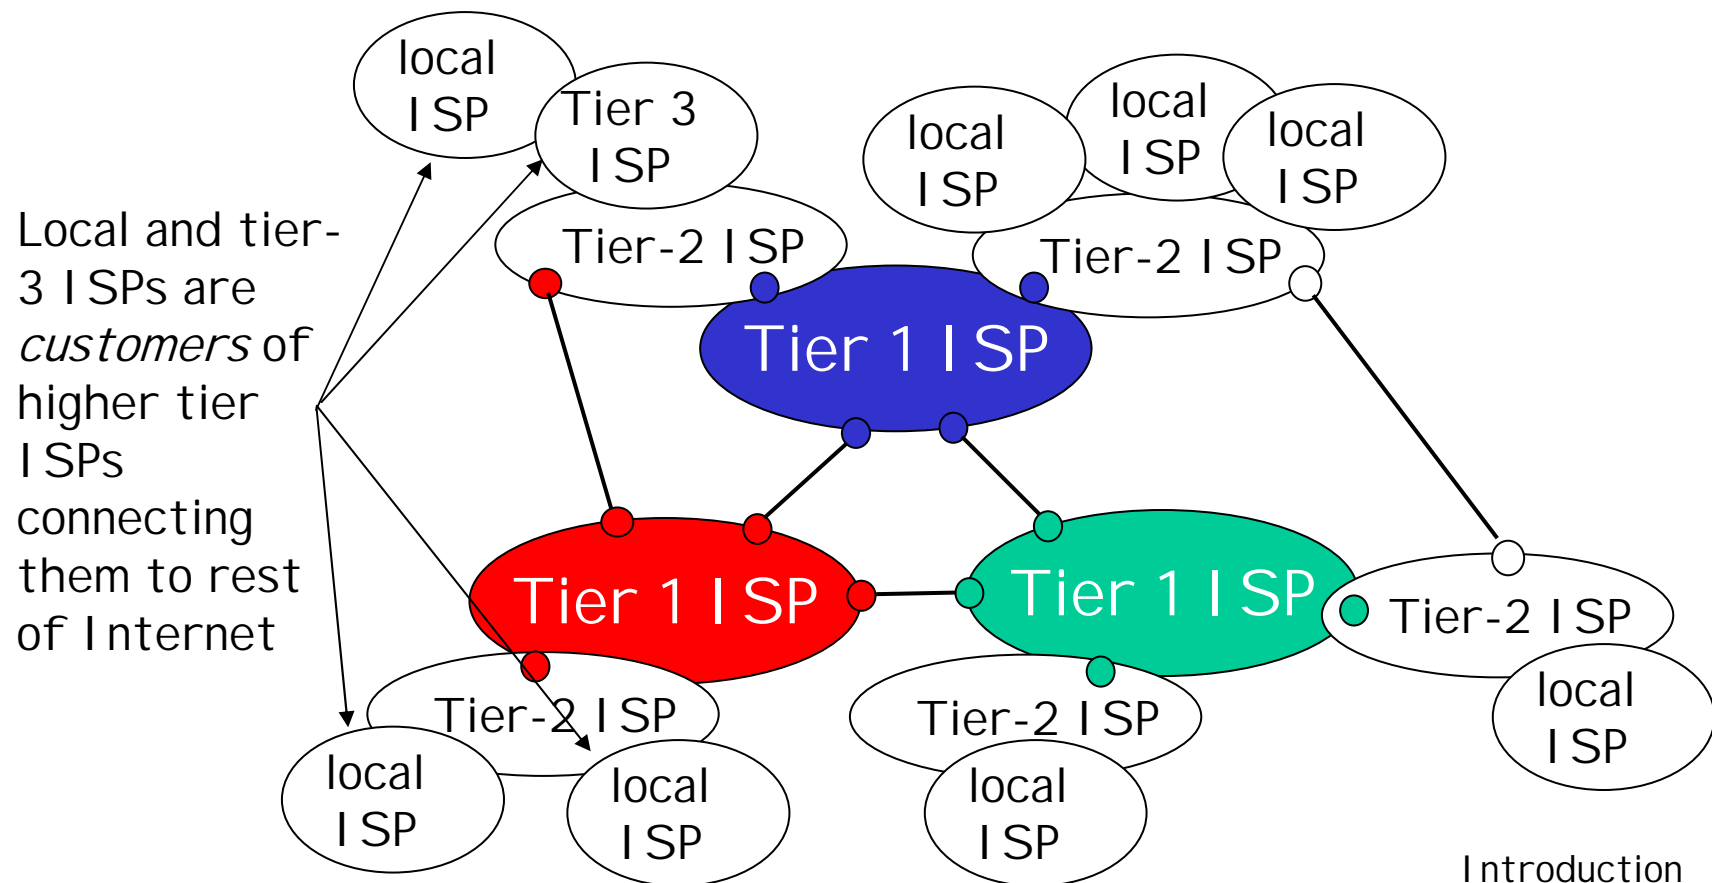 local
ISP
Tier 3
ISP
local
ISP
local
ISP
local
ISP
Local and tier-
3 ISPs are
customers of
higher tier
ISPs
connecting
them to rest
of Internet
Tier-2 ISP
Tier-2 ISP
Tier 1 ISP
Tier 1 ISP
Tier 1 ISP
Tier-2 ISP
Tier-2 ISP
Tier-2 ISP
local
ISP
local
ISP
local
ISP
local
ISP
Introduction